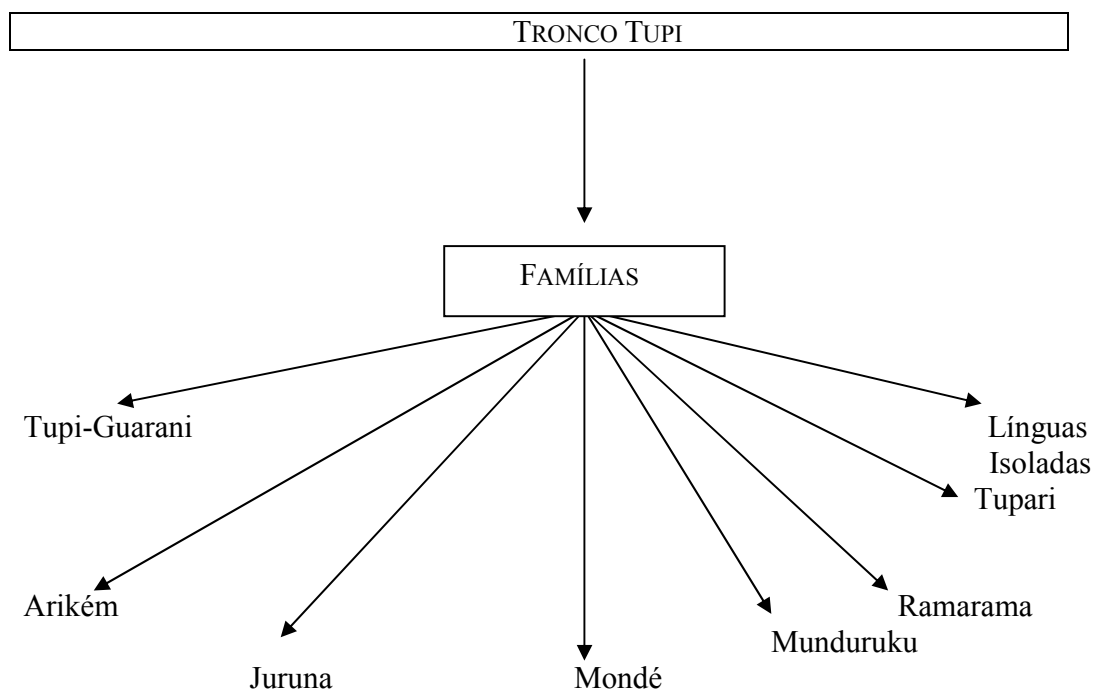 TRONCO TUPI
FAMÍLIAS
Tupi-Guarani
Línguas
Isoladas
Tupari
Arikém
Ramarama
Munduruku
Juruna
Mondé